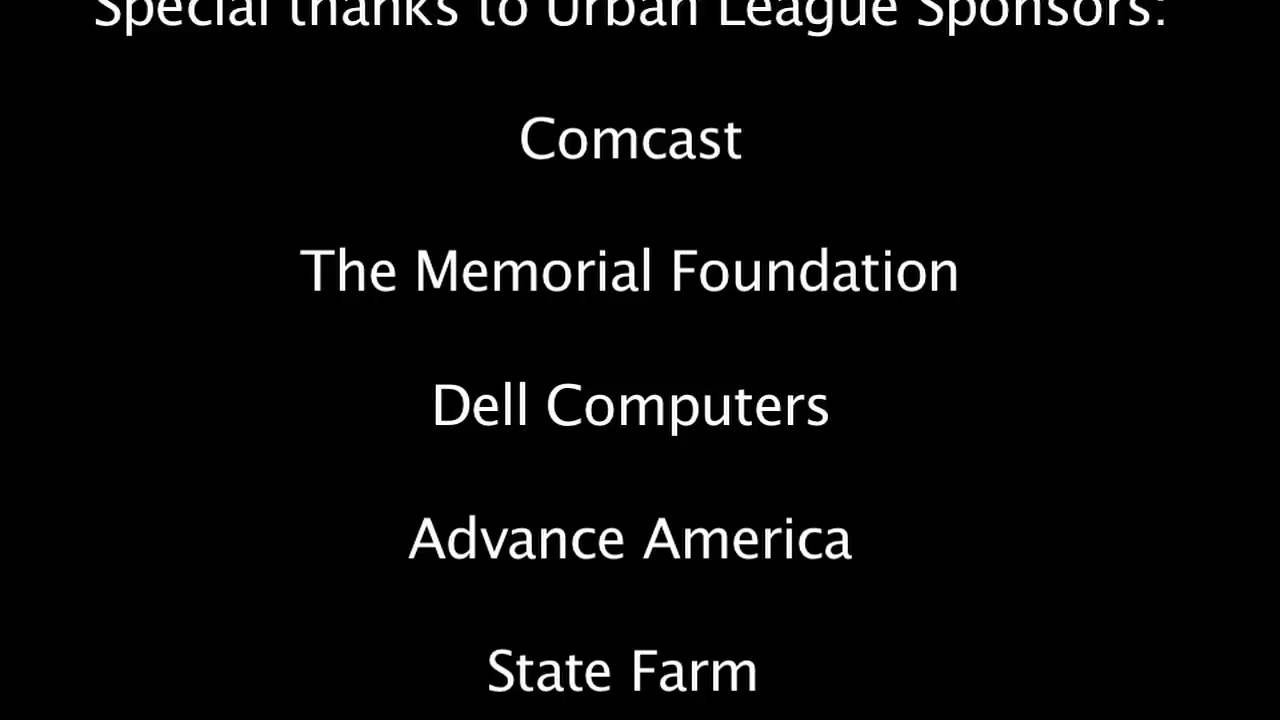 Special thanks to Urban League Sponsors:
Comcast
The Memorial Foundation
Dell Computers
Advance America
State Farm